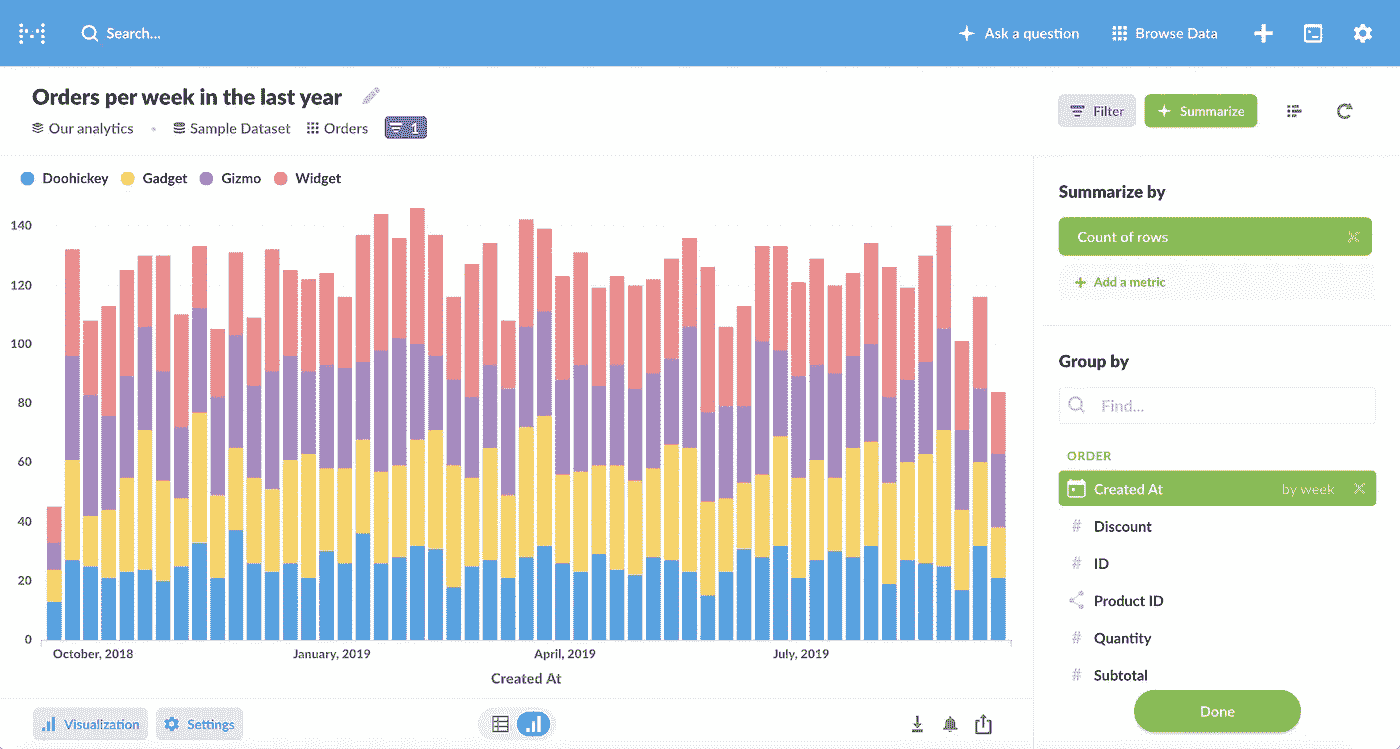 Search...
Ask a question
Browse Data
Orders per week in the last year
Our analytics
Sample Dataset
Orders
1
Filter
Summarize
Doohickey
Gadget
Gizmo
Widget
140
120
100
80
60
40
20
0
October, 2018
January, 2019
April, 2019
July, 2019
Created At
Visualization
Settings
Summarize by
Count of rows
Add a metric
Group by
Find...
ORDER
Created At by week
# Discount
# ID
Product ID
# Quantity
# Subtotal
Done